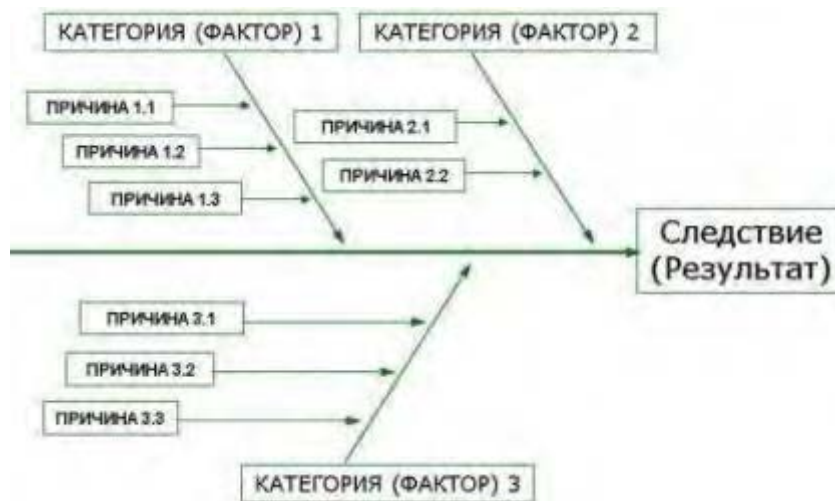 КАТЕГОРИЯ (ФАКТОР) 1
КАТЕГОРИЯ (ФАКТОР) 2
ПРИЧИНА 1.1
ПРИЧИНА 1.2
ПРИЧИНА 1.3
ПРИЧИНА 2.1
ПРИЧИНА 2.2
Следствие
(Результат)
ПРИЧИНА 3.1
ПРИЧИНА 3.2
ПРИЧИНА 3.3
КАТЕГОРИЯ (ФАКТОР) 3